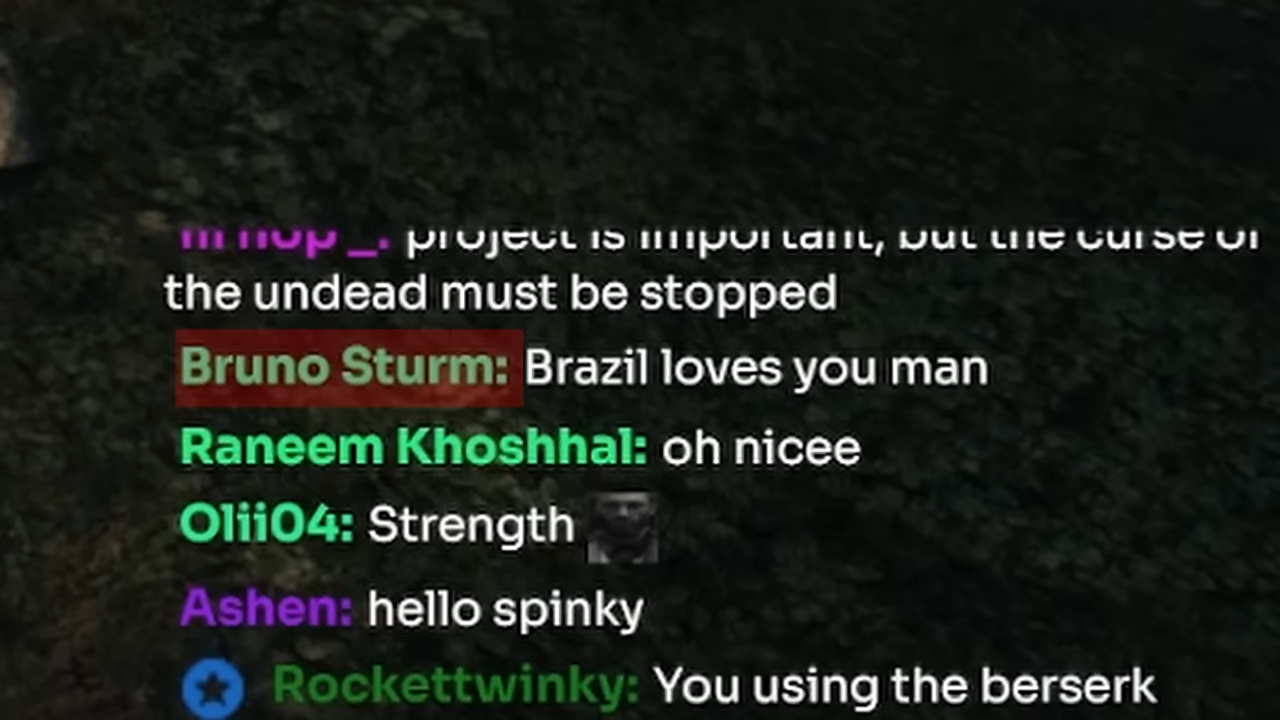 project is important, but the curse of
the undead must be stopped
Bruno Sturm: Brazil loves you man
Raneem Khoshhal: oh nicee
Olii04: Strength
Ashen: hello spinky
Rockettwinky: You using the berserk